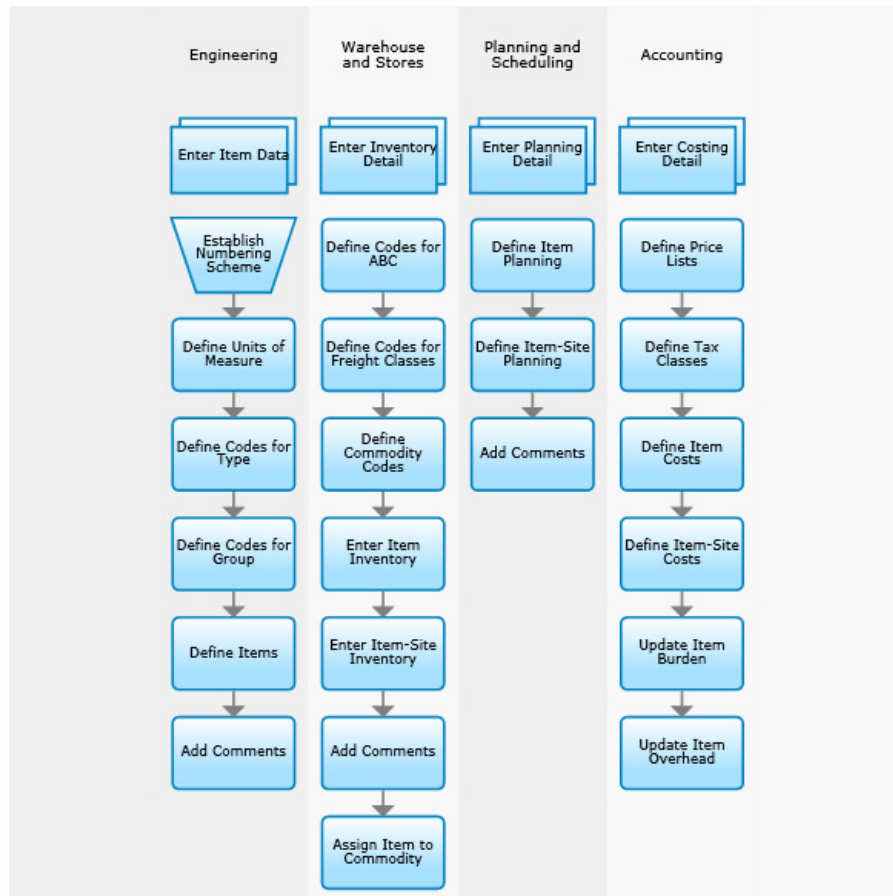 Engineering
Warehouse
and Stores
Planning and
Scheduling
Accounting
Enter Item Data
Enter Inventory
Detail
Enter Planning
Detail
Enter Costing
Detail
Establish
Numbering
Scheme
Define Codes for
ABC
Define Item
Planning
Define Price
Lists
Define Units of
Measure
Define Codes for
Freight Classes
Define Item-Site
Planning
Define Tax
Classes
Define Codes for
Type
Define
Commodity
Codes
Add Comments
Define Item
Costs
Define Codes for
Group
Enter Item
Inventory
Define Item-Site
Costs
Define Items
Enter Item-Site
Inventory
Update Item
Burden
Add Comments
Add Comments
Update Item
Overhead
Assign Item to
Commodity